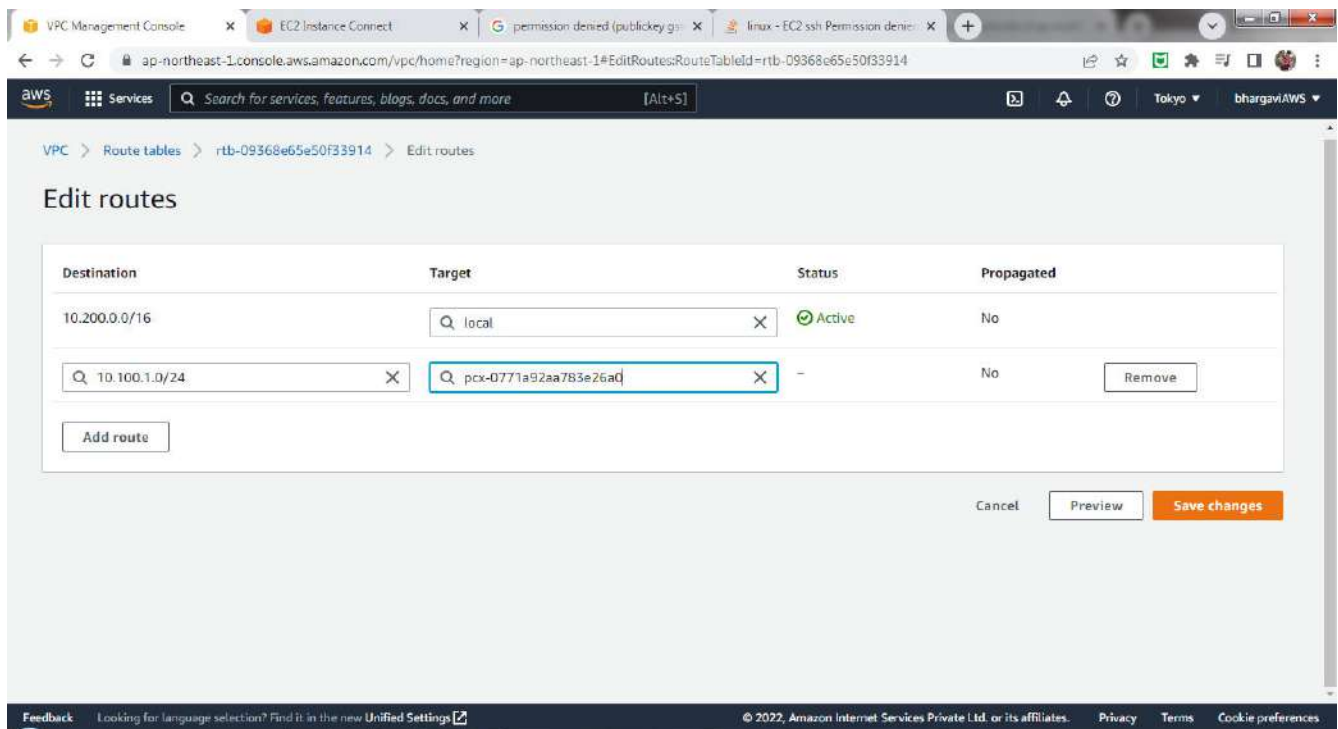 VPC Management Console
EC2 Instance Connect
permission denied (publickey gs
linux - EC2 ssh Permission denie
ap-northeast-1.console.aws.amazon.com/vpc/home?region=ap-northeast-1#EditRoutes:RouteTableId=rtb-09368e65e50f33914
aws Services Search for services, features, blogs, docs, and more [Alt+S] Tokyo bhargaviAWS
VPC > Route tables > rtb-09368e65e50f33914 > Edit routes
Edit routes
Destination Target Status Propagated
10.200.0.0/16 local Active No
10.100.1.0/24 pcx-0771a92aa783e26a0 – No Remove
Add route
Cancel Preview Save changes
Feedback Looking for language selection? Find it in the new Unified Settings © 2022, Amazon Internet Services Private Ltd. or its affiliates. Privacy Terms Cookie preferences